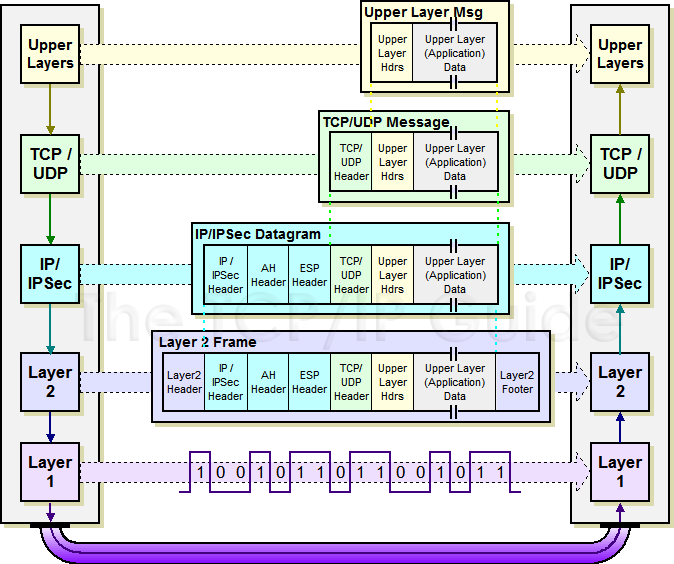 Upper Layer Msg
Upper
Layers
Upper
Layer
Hdrs
Upper Layer
(Application)
Data
Upper
Layers
TCP/UDP Message
TCP /
UDP
TCP/
UDP
Header
Upper
Layer
Hdrs
Upper Layer
(Application)
Data
TCP /
UDP
IP/IPSec Datagram
IP/
IPSec
IP /
IPSec
Header
AH
Header
ESP
Header
TCP/
UDP
Header
Upper
Layer
Hdrs
Upper Layer
(Application)
Data
IP/
IPSec
The TCP/IP Guide
Layer 2 Frame
Layer
2
Layer2
Header
IP /
IPSec
Header
AH
Header
ESP
Header
TCP/
UDP
Header
Upper
Layer
Hdrs
Upper Layer
(Application)
Data
Layer2
Footer
Layer
2
Layer
1
1 0 0 1 0 1 1 0 1 1 0 0 1 0 1 1
Layer
1